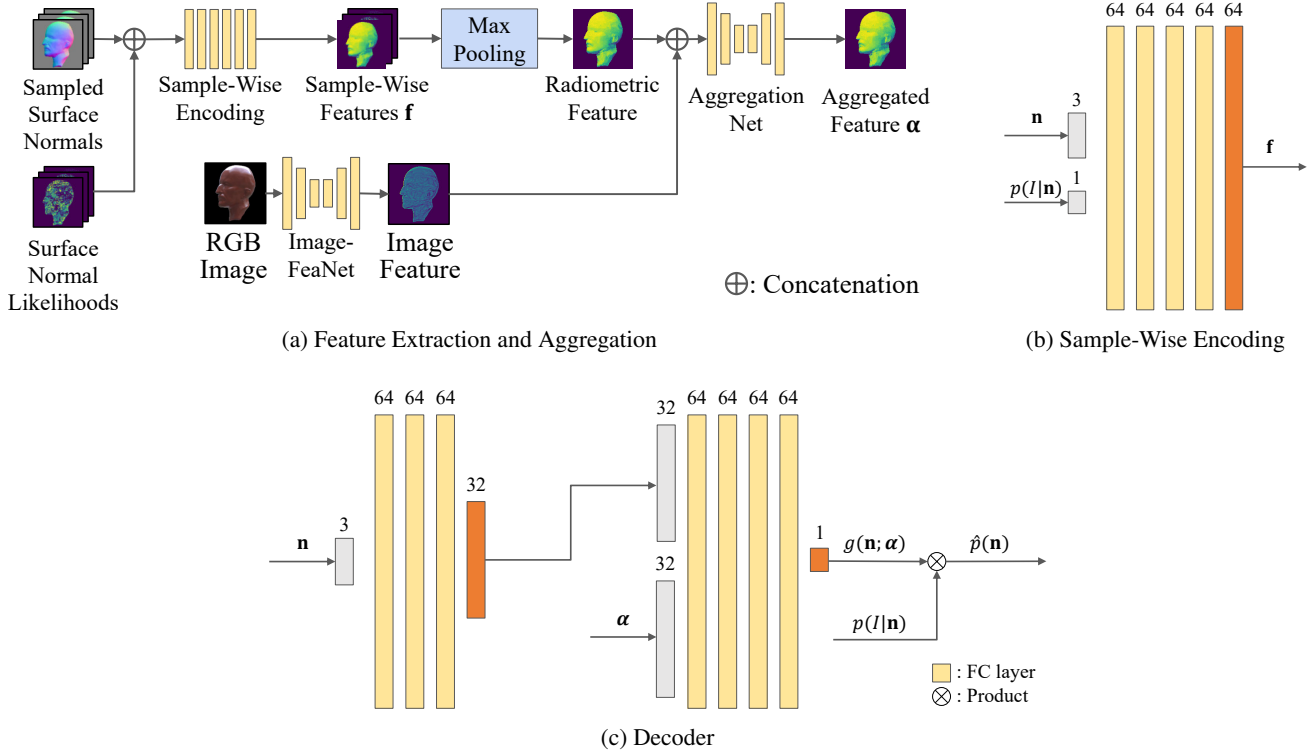 Sampled
Surface
Normals
Sample-Wise
Encoding
Sample-Wise
Features f
Max
Pooling
Radiometric
Feature
Aggregation
Net
Aggregated
Feature α
Surface
Normal
Likelihoods
RGB
Image
Image-
FeaNet
Image
Feature
⊕: Concatenation
(a) Feature Extraction and Aggregation
64
64 64 64 64
3
n
1
p(I|n)
f
(b) Sample-Wise Encoding
64 64 64
32
3
n
32
64 64 64 64
32
α
1
g(n; α)
p̂(n)
p(I|n)
: FC layer
⊗ : Product
(c) Decoder